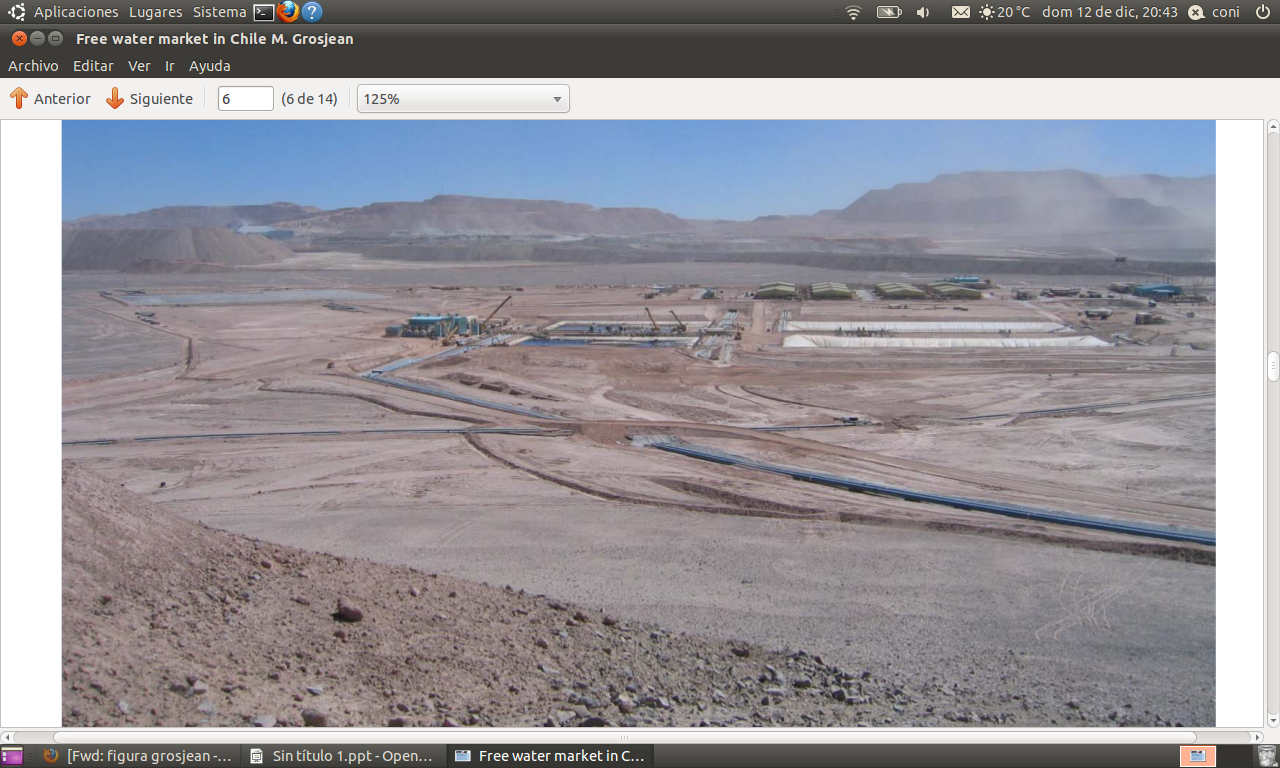 Aplicaciones Lugares Sistema 20 °C dom 12 de dic, 20:43 coni
Free water market in Chile M. Grosjean
Archivo Editar Ver Ir Ayuda
Anterior Siguiente 6 (6 de 14) 125%
[Fwd: figura grosjean -... Sin título 1.ppt - Open... Free water market in C...